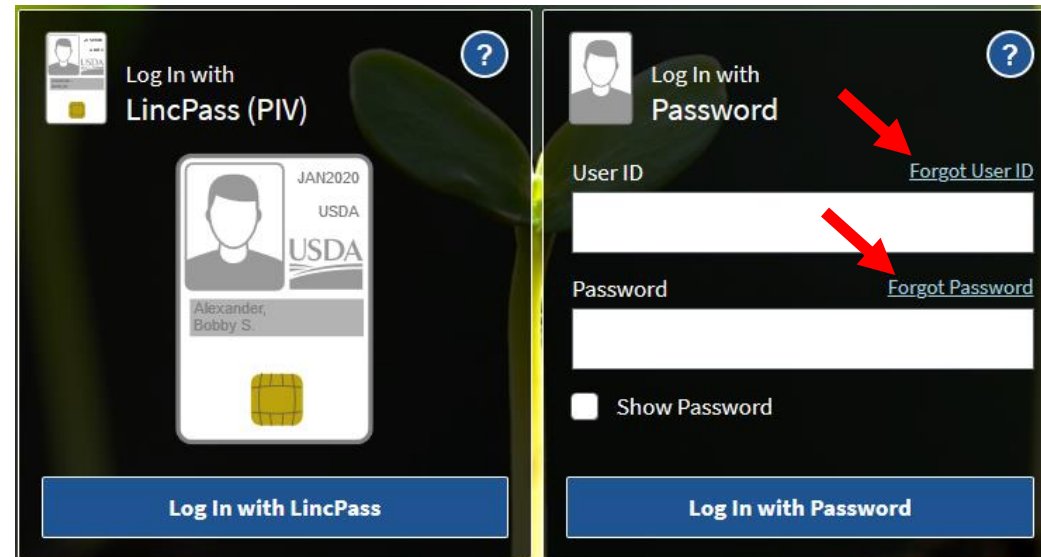 Log In with
LincPass (PIV)
?
USDA
JAN2020
USDA
USDA
Alexander,
Bobby S.
Log In with LincPass
Log In with
Password
?
User ID
Forgot User ID
Password
Forgot Password
Show Password
Log In with Password